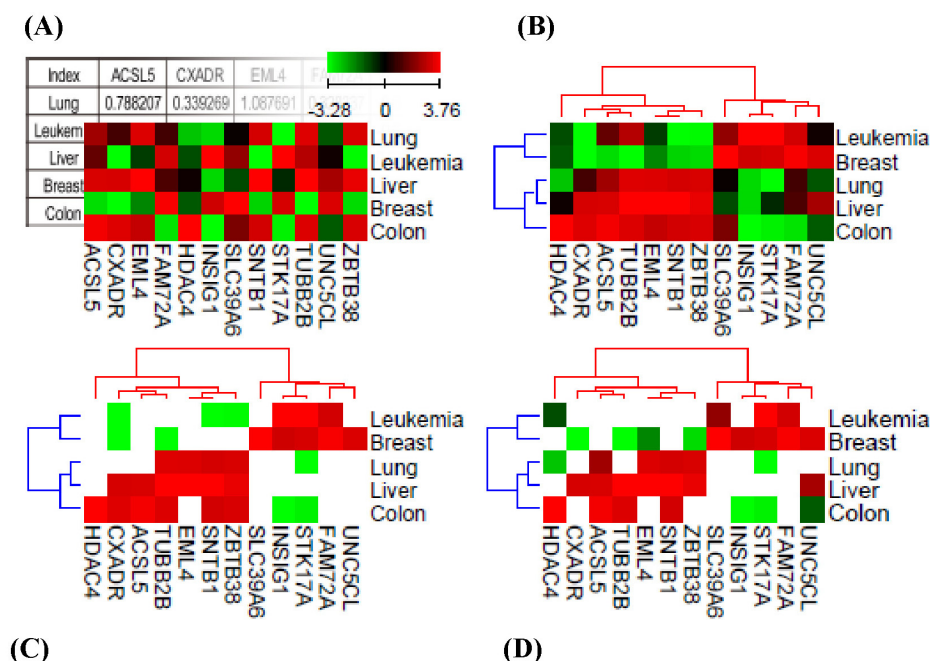 (A)
Index ACSL5 CXADR EML4
Lung 0.788207 0.339269 1.087691
Leukem
Liver
Breast
Colon
-3.28 0 3.76
Lung
Leukemia
Liver
Breast
Colon
ACSL5 CXADR EML4 FAM72A HDAC4 INSIG1 SLC39A6 SNTB1 STK17A TUBB2B UNC5CL ZBTB38
(B)
Leukemia
Breast
Lung
Liver
Colon
HDAC4 CXADR ACSL5 TUBB2B EML4 SNTB1 ZBTB38 SLC39A6 INSIG1 STK17A FAM72A UNC5CL
Leukemia
Breast
Lung
Liver
Colon
HDAC4 CXADR ACSL5 TUBB2B EML4 SNTB1 ZBTB38 SLC39A6 INSIG1 STK17A FAM72A UNC5CL
(C)
Leukemia
Breast
Lung
Liver
Colon
HDAC4 CXADR ACSL5 TUBB2B EML4 SNTB1 ZBTB38 SLC39A6 INSIG1 STK17A FAM72A UNC5CL
(D)